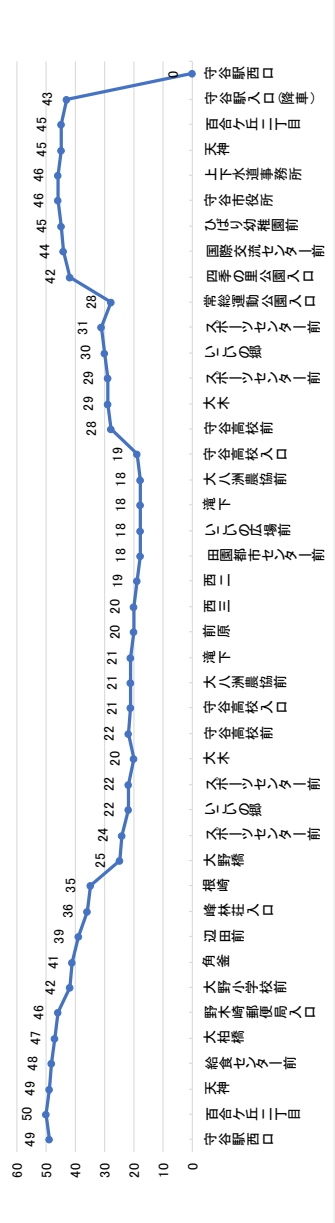 60
50
40
30
20
10
0
49
50
49
48
47
46
42
41
39
36
35
25
24
22
22
20
22
21
21
21
20
20
19
18
18
18
18
19
28
29
29
30
31
28
42
44
45
46
46
45
45
43
0
守谷駅西口
百合ケ丘二丁目
天神
給食センター前
大柏橋
野木崎郵便局入口
大野小学校前
角釜
辺田前
峰林荘入口
根崎
大野橋
スポーツセンター前
いこいの郷
スポーツセンター前
大木
守谷高校前
守谷高校入口
大八洲農協前
滝下
前原
西三
西二
田園都市センター前
いこいの広場前
滝下
大八洲農協前
守谷高校入口
守谷高校前
大木
スポーツセンター前
いこいの郷
スポーツセンター前
常総運動公園入口
四季の里公園入口
国際交流センター前
ひばり幼稚園前
守谷市役所
上下水道事務所
天神
百合ケ丘二丁目
守谷駅入口(降車)
守谷駅西口